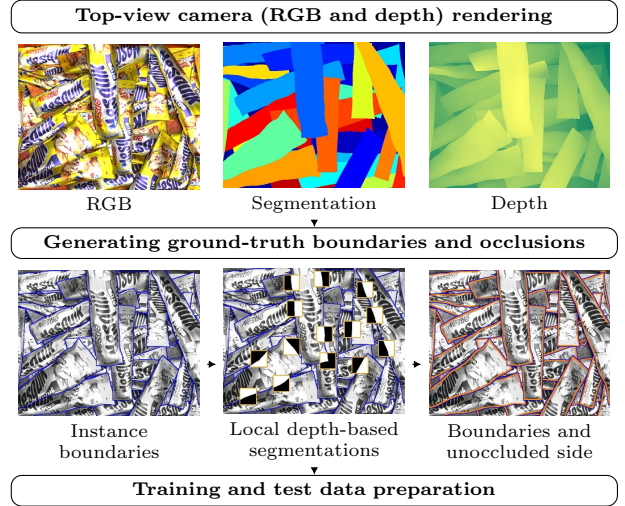 Top-view camera (RGB and depth) rendering
RGB
Segmentation
Depth
Generating ground-truth boundaries and occlusions
Instance
boundaries
Local depth-based
segmentations
Boundaries and
unoccluded side
Training and test data preparation